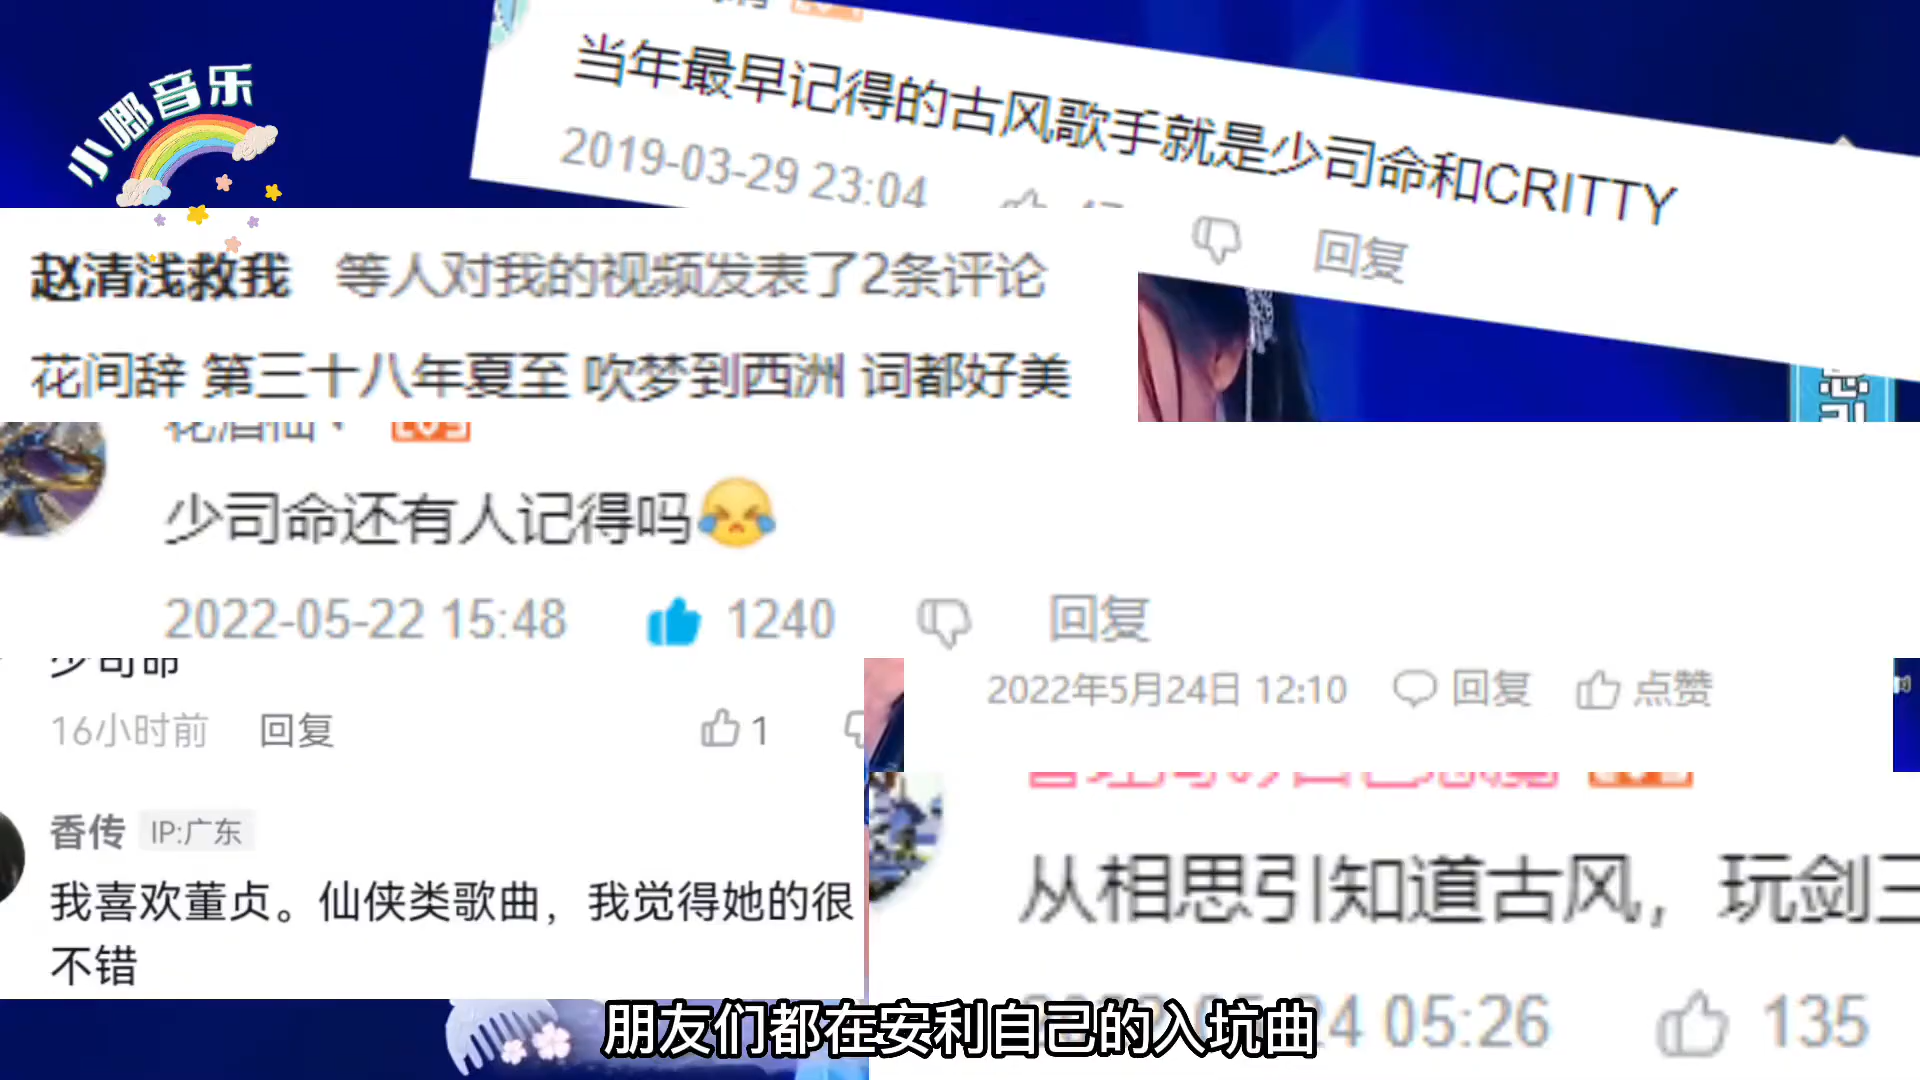 小嘟音乐
当年最早记得的古风歌手就是少司命和CRITTY
2019-03-29 23:04
回复
赵清浅救我 等人对我的视频发表了2条评论
花间辞 第三十八年夏至 吹梦到西洲 词都好美
少司命还有人记得吗
2022-05-22 15:48 1240 回复
少司命
16小时前 回复 1
2022年5月24日 12:10 回复 点赞
香传 IP:广东
我喜欢董贞。仙侠类歌曲，我觉得她的很
不错
从相思引知道古风，玩剑三
24 05:26 135
朋友们都在安利自己的入坑曲